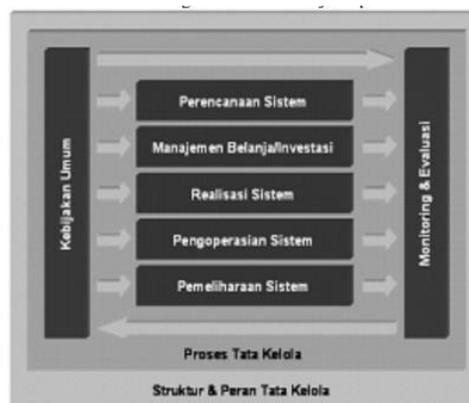 Kebijakan Umum
Perencanaan Sistem
Manajemen Belanja/Investasi
Realisasi Sistem
Pengoperasian Sistem
Pemeliharaan Sistem
Monitoring & Evaluasi
Proses Tata Kelola
Struktur & Peran Tata Kelola